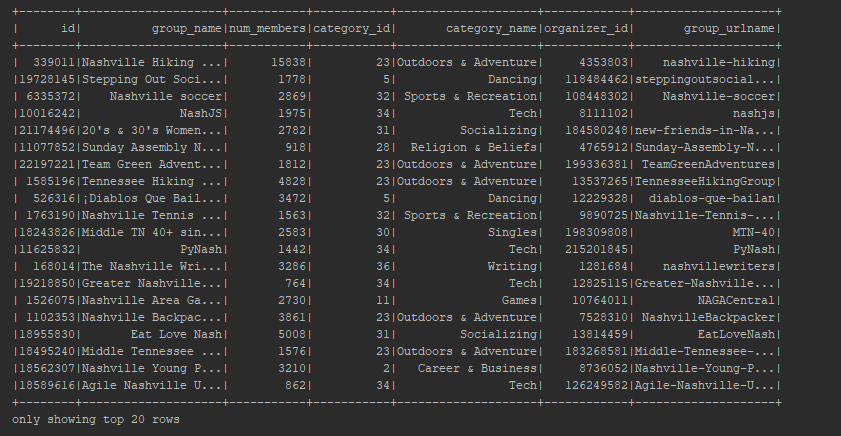 +--------+--------------------+-----------+-----------+--------------------+------------+--------------------+
|      id|          group_name|num_members|category_id|       category_name|organizer_id|       group_urlname|
+--------+--------------------+-----------+-----------+--------------------+------------+--------------------+
|  339011|Nashville Hiking ...|      15838|         23|Outdoors & Adventure|     4353803|    nashville-hiking|
|19728145|Stepping Out Soci...|       1778|          5|             Dancing|   118484462|steppingoutsocial...|
| 6335372|    Nashville soccer|       2869|         32| Sports & Recreation|   108448302|    Nashville-soccer|
|10016242|              NashJS|       1975|         34|                Tech|     8111102|              nashjs|
|21174496|20's & 30's Women...|       2782|         31|         Socializing|   184580248|new-friends-in-Na...|
|11077852|Sunday Assembly N...|        918|         28|  Religion & Beliefs|     4765912|Sunday-Assembly-N...|
|22197221|Team Green Advent...|       1812|         23|Outdoors & Adventure|   199336381| TeamGreenAdventures|
| 1585196|Tennessee Hiking ...|       4828|         23|Outdoors & Adventure|    13537265|TennesseeHikingGroup|
|  526316|¡Diablos Que Bail...|       3472|          5|             Dancing|    12229328|  diablos-que-bailan|
| 1763190|Nashville Tennis ...|       1563|         32| Sports & Recreation|     9890725|Nashville-Tennis-...|
|18243826|Middle TN 40+ sin...|       2583|         30|             Singles|   198309808|              MTN-40|
|11625832|              PyNash|       1442|         34|                Tech|   215201845|              PyNash|
|  168014|The Nashville Wri...|       3286|         36|             Writing|     1281684|    nashvillewriters|
|19218850|Greater Nashville...|        764|         34|                Tech|    12825115|Greater-Nashville...|
| 1526075|Nashville Area Ga...|       2730|         11|               Games|    10764011|         NAGACentral|
| 1102353|Nashville Backpac...|       3861|         23|Outdoors & Adventure|     7528310| NashvilleBackpacker|
|18955830|       Eat Love Nash|       5008|         31|         Socializing|    13814459|         EatLoveNash|
|18495240|Middle Tennessee ...|       1576|         23|Outdoors & Adventure|   183268581|Middle-Tennessee-...|
|18562307|Nashville Young P...|       3210|          2|   Career & Business|     8736052|Nashville-Young-P...|
|18589616|Agile Nashville U...|        862|         34|                Tech|   126249582|Agile-Nashville-U...|
+--------+--------------------+-----------+-----------+--------------------+------------+--------------------+
only showing top 20 rows